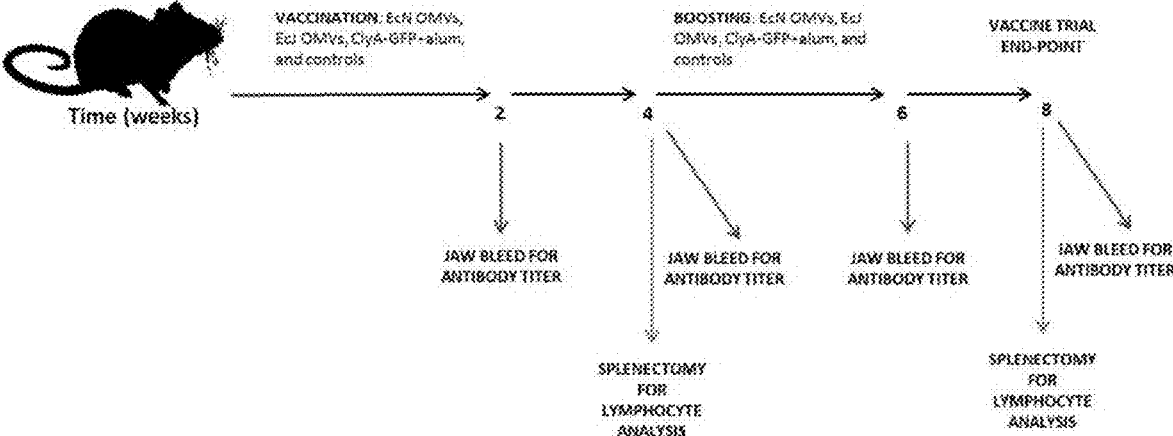 VACCINATION: EcN OMVs,
EcJ OMVs, ClyA-GFP+alum,
and controls
BOOSTING: EcN OMVs, EcJ
OMVs, ClyA-GFP+alum, and
controls
VACCINE TRIAL
END-POINT
Time (weeks)
2
4
6
8
JAW BLEED FOR
ANTIBODY TITER
JAW BLEED FOR
ANTIBODY TITER
JAW BLEED FOR
ANTIBODY TITER
JAW BLEED FOR
ANTIBODY TITER
SPLENECTOMY
FOR
LYMPHOCYTE
ANALYSIS
SPLENECTOMY
FOR
LYMPHOCYTE
ANALYSIS